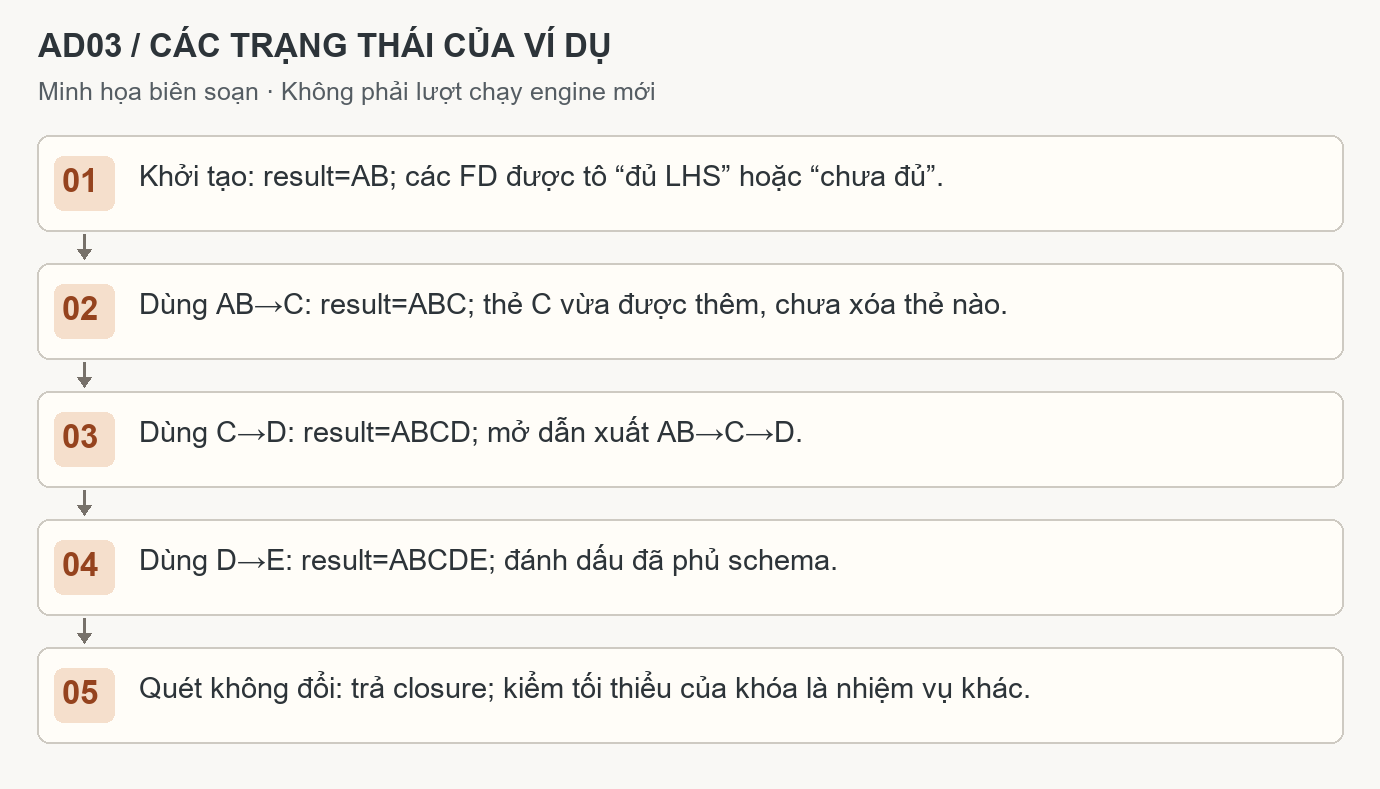 AD03 / CÁC TRẠNG THÁI CỦA VÍ DỤ
Minh họa biên soạn · Không phải lượt chạy engine mới
01 Khởi tạo: result=AB; các FD được tô “đủ LHS” hoặc “chưa đủ”.
02 Dùng AB→C: result=ABC; thẻ C vừa được thêm, chưa xóa thẻ nào.
03 Dùng C→D: result=ABCD; mở dẫn xuất AB→C→D.
04 Dùng D→E: result=ABCDE; đánh dấu đã phủ schema.
05 Quét không đổi: trả closure; kiểm tối thiểu của khóa là nhiệm vụ khác.